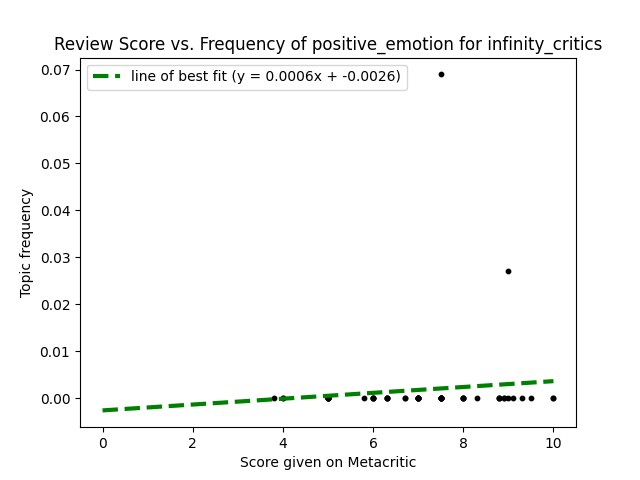 Review Score vs. Frequency of positive_emotion for infinity_critics
line of best fit (y = 0.0006x + -0.0026)
0.07
0.06
0.05
0.04
0.03
0.02
0.01
0.00
Topic frequency
0 2 4 6 8 10
Score given on Metacritic